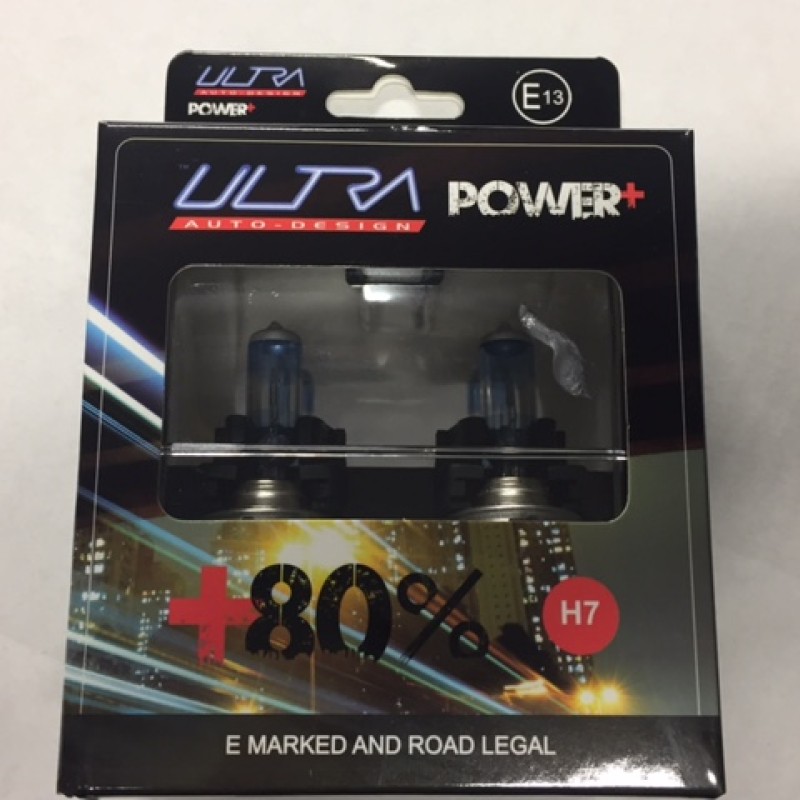 ULTRA
AUTO-DESIGN
POWER+
E13
ULTRA POWER+
AUTO-DESIGN
+80%
H7
E MARKED AND ROAD LEGAL